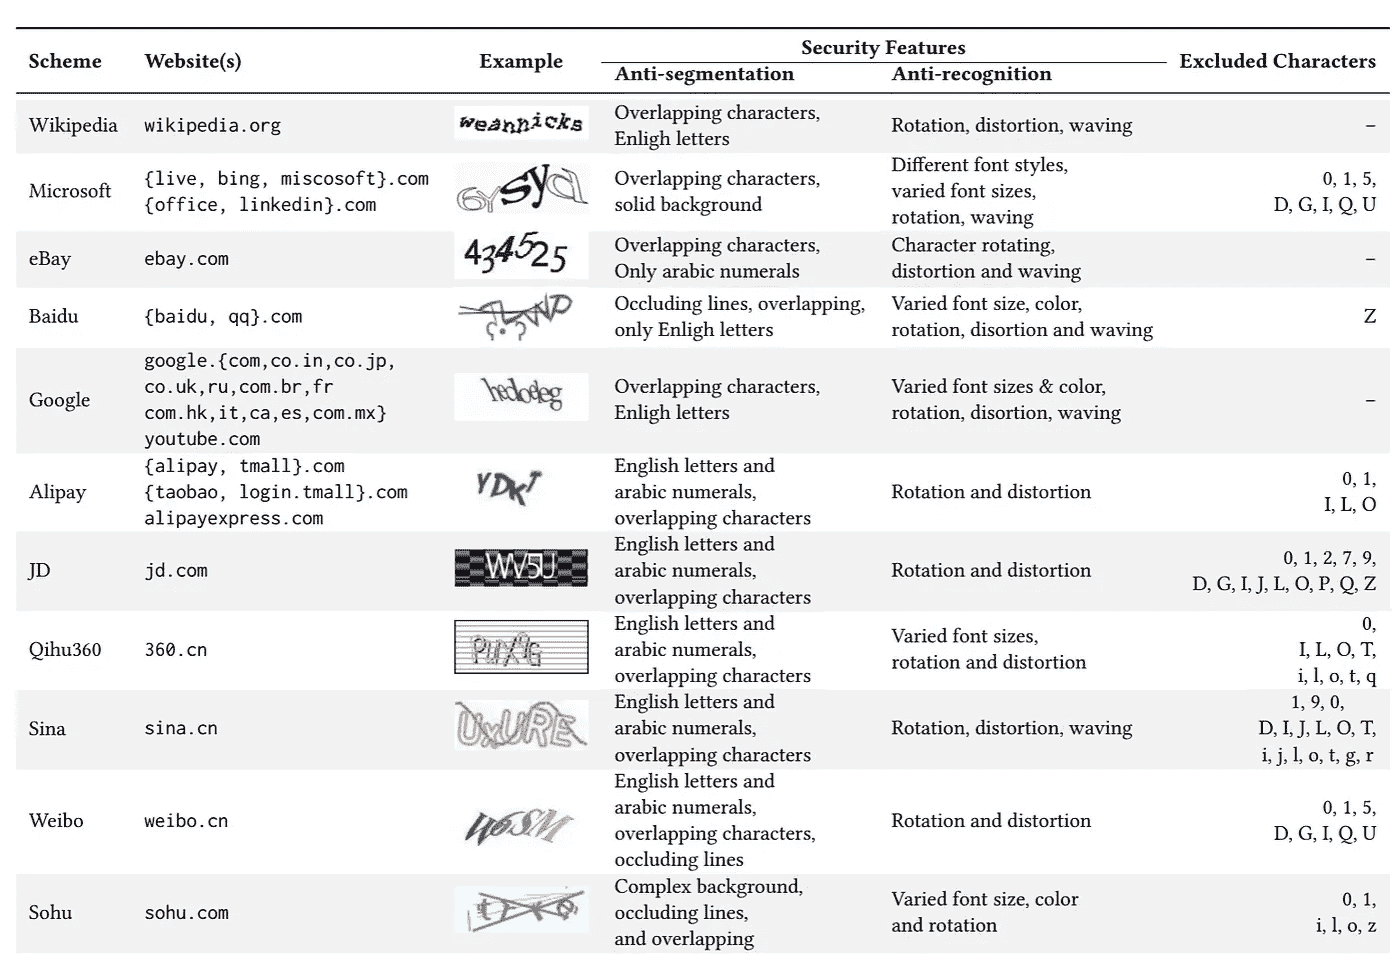 Scheme
Website(s)
Example
Security Features
Anti-segmentation
Anti-recognition
Excluded Characters
Wikipedia
wikipedia.org
weannicks
Overlapping characters,
Enligh letters
Rotation, distortion, waving
–
Microsoft
{live, bing, miscosoft}.com
{office, linkedin}.com
Overlapping characters,
solid background
Different font styles,
varied font sizes,
rotation, waving
0, 1, 5,
D, G, I, Q, U
eBay
ebay.com
434525
Overlapping characters,
Only arabic numerals
Character rotating,
distortion and waving
–
Baidu
{baidu, qq}.com
Occluding lines, overlapping,
only Enligh letters
Varied font size, color,
rotation, disortion and waving
Z
Google
google.{com,co.in,co.jp,
co.uk,ru,com.br,fr
com.hk,it,ca,es,com.mx}
youtube.com
Overlapping characters,
Enligh letters
Varied font sizes & color,
rotation, disortion, waving
–
Alipay
{alipay, tmall}.com
{taobao, login.tmall}.com
alipayexpress.com
YDKT
English letters and
arabic numerals,
overlapping characters
Rotation and distortion
0, 1,
I, L, O
JD
jd.com
WV5U
English letters and
arabic numerals,
overlapping characters
Rotation and distortion
0, 1, 2, 7, 9,
D, G, I, J, L, O, P, Q, Z
Qihu360
360.cn
English letters and
arabic numerals,
overlapping characters
Varied font sizes,
rotation and distortion
0,
I, L, O, T,
i, l, o, t, q
Sina
sina.cn
UxURE
English letters and
arabic numerals,
overlapping characters
Rotation, distortion, waving
1, 9, 0,
D, I, J, L, O, T,
i, j, l, o, t, g, r
Weibo
weibo.cn
English letters and
arabic numerals,
overlapping characters,
occluding lines
Rotation and distortion
0, 1, 5,
D, G, I, Q, U
Sohu
sohu.com
Complex background,
occluding lines,
and overlapping
Varied font size, color
and rotation
0, 1,
i, l, o, z